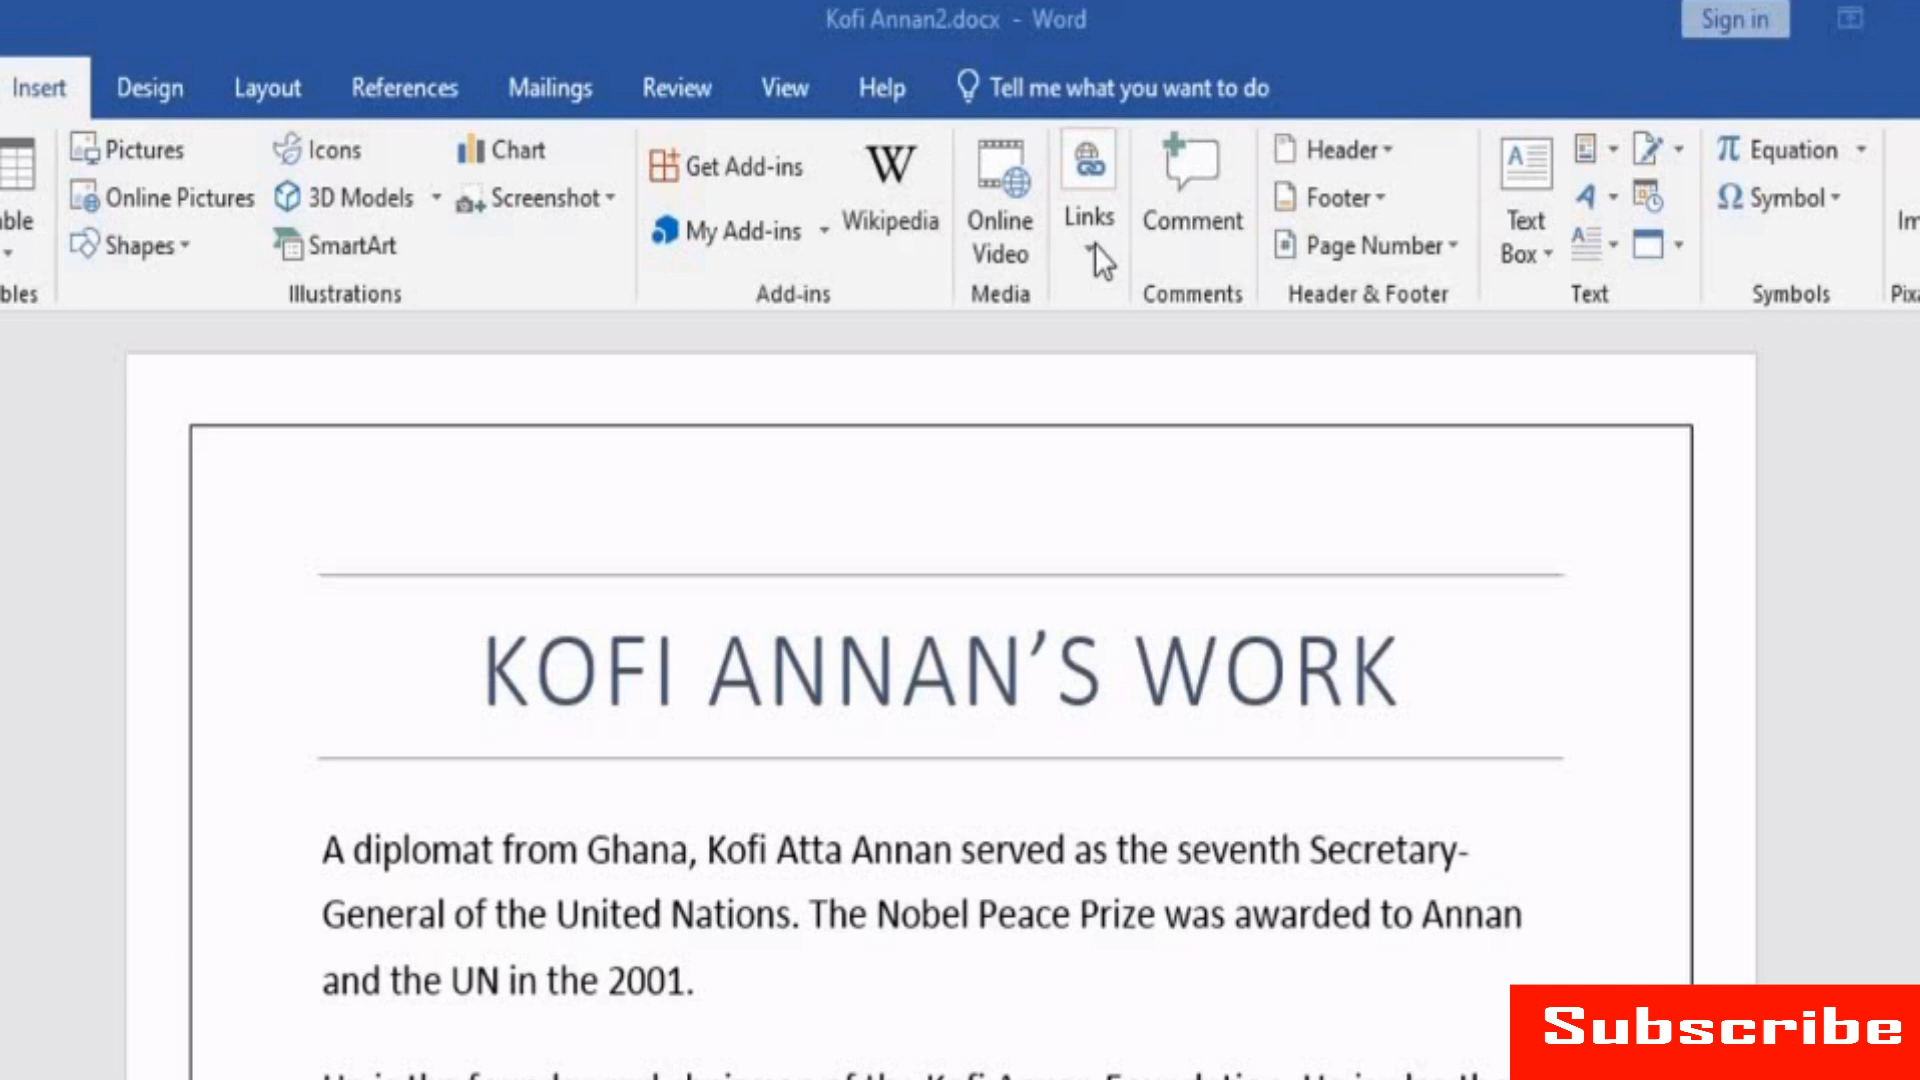 Kofi Annan2.docx - Word
Sign in
Insert Design Layout References Mailings Review View Help Tell me what you want to do
Pictures
Online Pictures
Shapes
Icons
3D Models
SmartArt
Chart
Screenshot
Illustrations
Get Add-ins
My Add-ins
W
Wikipedia
Add-ins
Online
Video
Media
Links
Comment
Comments
Header
Footer
Page Number
Header & Footer
Text
Box
Text
π Equation
Ω Symbol
Symbols
KOFI ANNAN’S WORK
A diplomat from Ghana, Kofi Atta Annan served as the seventh Secretary-
General of the United Nations. The Nobel Peace Prize was awarded to Annan
and the UN in the 2001.
Subscribe